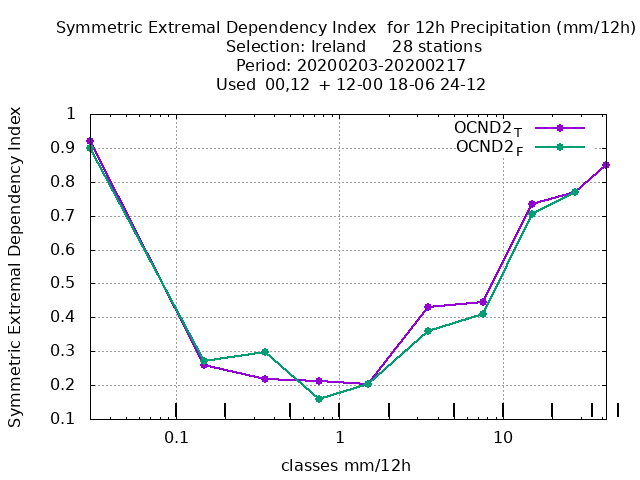 Symmetric Extremal Dependency Index  for 12h Precipitation (mm/12h)
Selection: Ireland     28 stations
Period: 20200203-20200217
Used  00,12  + 12-00 18-06 24-12
Symmetric Extremal Dependency Index
1
0.9
0.8
0.7
0.6
0.5
0.4
0.3
0.2
0.1
OCND2T
OCND2F
0.1
1
10
classes mm/12h